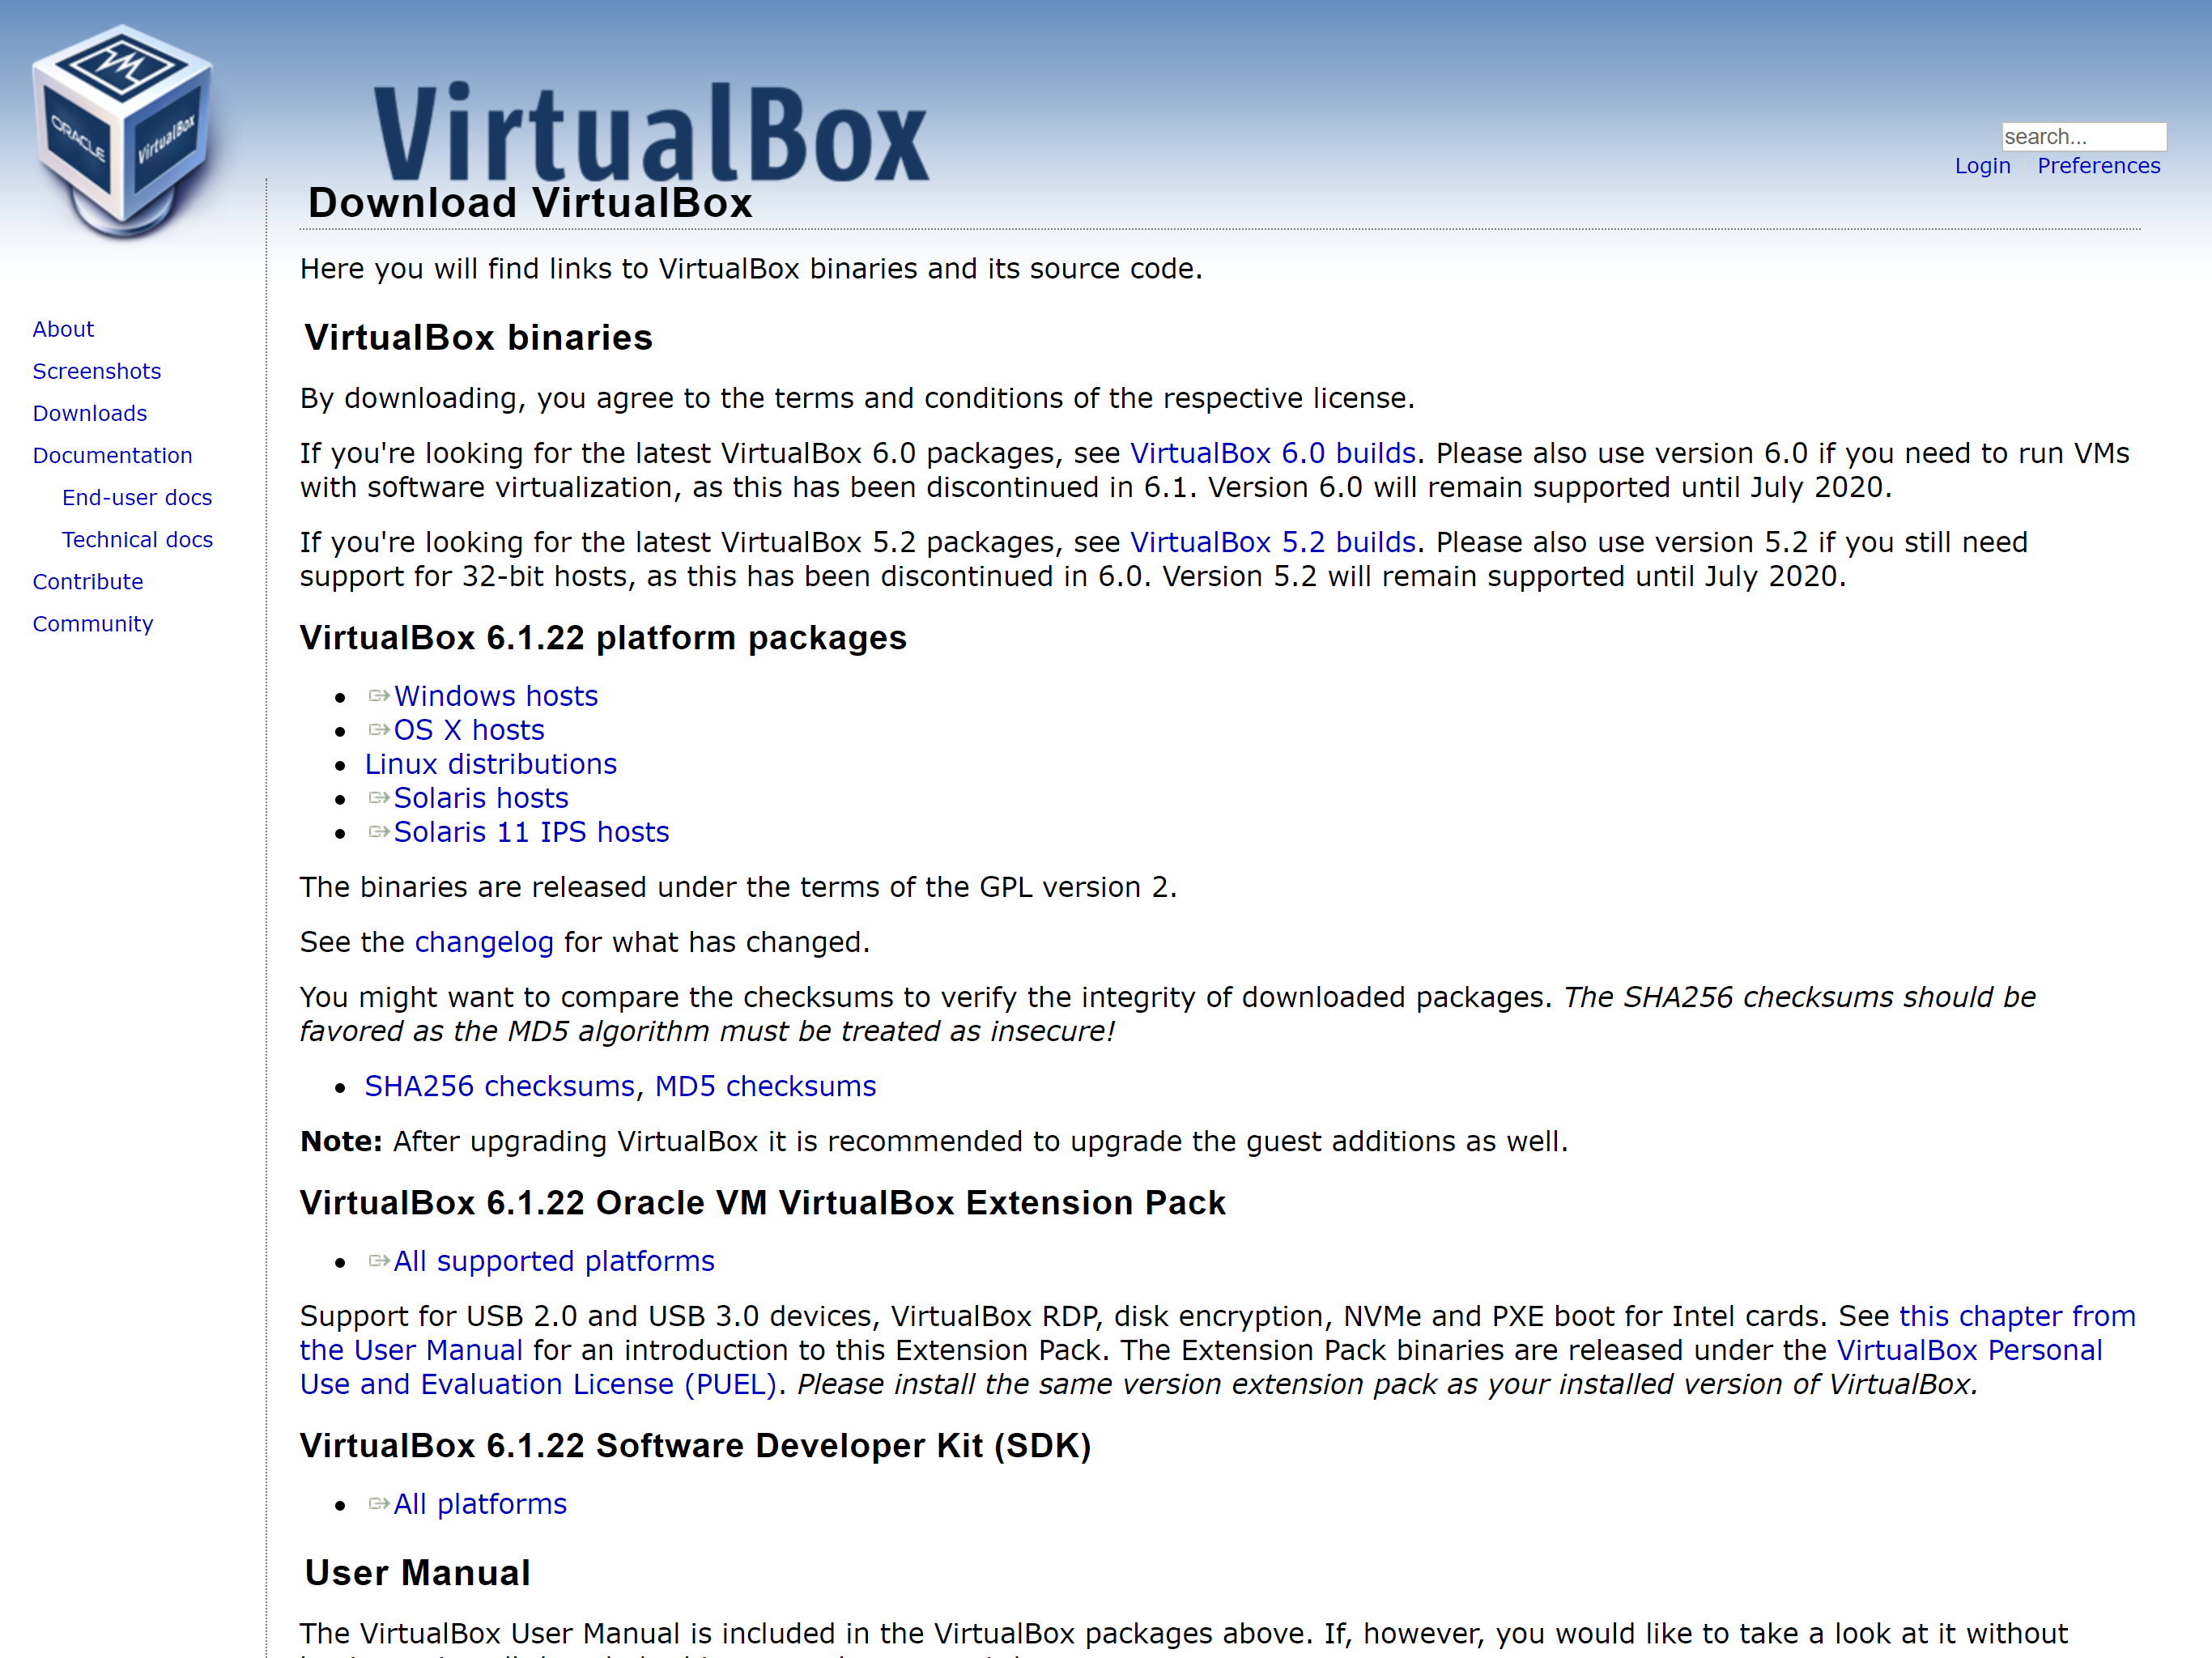 ORACLE
VirtualBox
VirtualBox
search...
Login
Preferences
Download VirtualBox
Here you will find links to VirtualBox binaries and its source code.
About
Screenshots
Downloads
Documentation
End-user docs
Technical docs
Contribute
Community
VirtualBox binaries
By downloading, you agree to the terms and conditions of the respective license.
If you're looking for the latest VirtualBox 6.0 packages, see VirtualBox 6.0 builds. Please also use version 6.0 if you need to run VMs
with software virtualization, as this has been discontinued in 6.1. Version 6.0 will remain supported until July 2020.
If you're looking for the latest VirtualBox 5.2 packages, see VirtualBox 5.2 builds. Please also use version 5.2 if you still need
support for 32-bit hosts, as this has been discontinued in 6.0. Version 5.2 will remain supported until July 2020.
VirtualBox 6.1.22 platform packages
Windows hosts
OS X hosts
Linux distributions
Solaris hosts
Solaris 11 IPS hosts
The binaries are released under the terms of the GPL version 2.
See the changelog for what has changed.
You might want to compare the checksums to verify the integrity of downloaded packages. The SHA256 checksums should be
favored as the MD5 algorithm must be treated as insecure!
SHA256 checksums, MD5 checksums
Note: After upgrading VirtualBox it is recommended to upgrade the guest additions as well.
VirtualBox 6.1.22 Oracle VM VirtualBox Extension Pack
All supported platforms
Support for USB 2.0 and USB 3.0 devices, VirtualBox RDP, disk encryption, NVMe and PXE boot for Intel cards. See this chapter from
the User Manual for an introduction to this Extension Pack. The Extension Pack binaries are released under the VirtualBox Personal
Use and Evaluation License (PUEL). Please install the same version extension pack as your installed version of VirtualBox.
VirtualBox 6.1.22 Software Developer Kit (SDK)
All platforms
User Manual
The VirtualBox User Manual is included in the VirtualBox packages above. If, however, you would like to take a look at it without